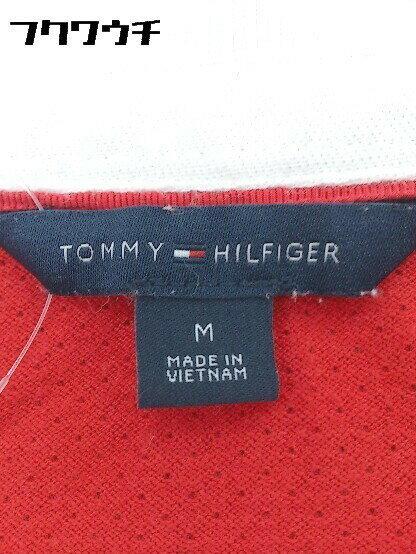 フクワウチ
TOMMY HILFIGER
M
MADE IN
VIETNAM